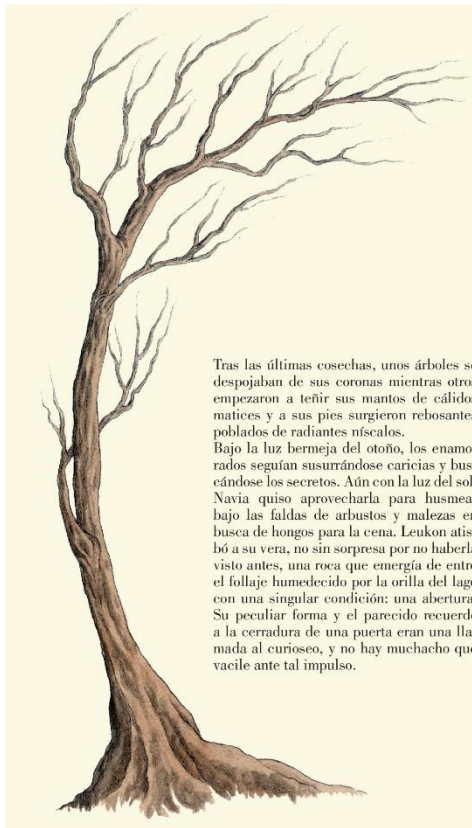 Tras las últimas cosechas, unos árboles se
despojaban de sus coronas mientras otro
empezaron a teñir sus mantos de cálido
matices y a sus pies surgieron rebosante
poblados de radiantes níscalos.
Bajo la luz bermeja del otoño, los enamo
rados seguían susurrándose caricias y bus
cándose los secretos. Aún con la luz del sol
Navia quiso aprovecharla para husmea
bajo las faldas de arbustos y malezas en
busca de hongos para la cena. Leukon atis
bó a su vera, no sin sorpresa por no haberla
visto antes, una roca que emergía de entre
el follaje humedecido por la orilla del lago
con una singular condición: una abertura
Su peculiar forma y el parecido recuerdo
a la cerradura de una puerta eran una lla
mada al curioseo, y no hay muchacho que
vacile ante tal impulso.